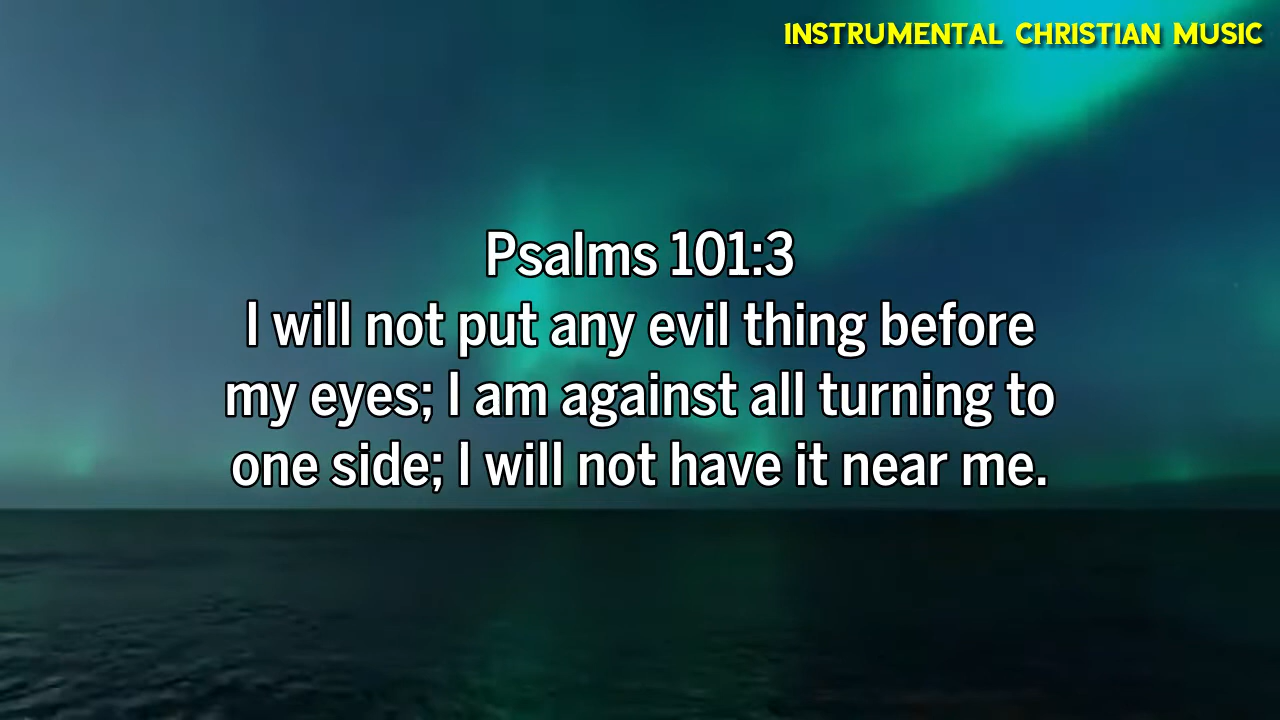 INSTRUMENTAL CHRISTIAN MUSIC
Psalms 101:3
I will not put any evil thing before
my eyes; I am against all turning to
one side; I will not have it near me.